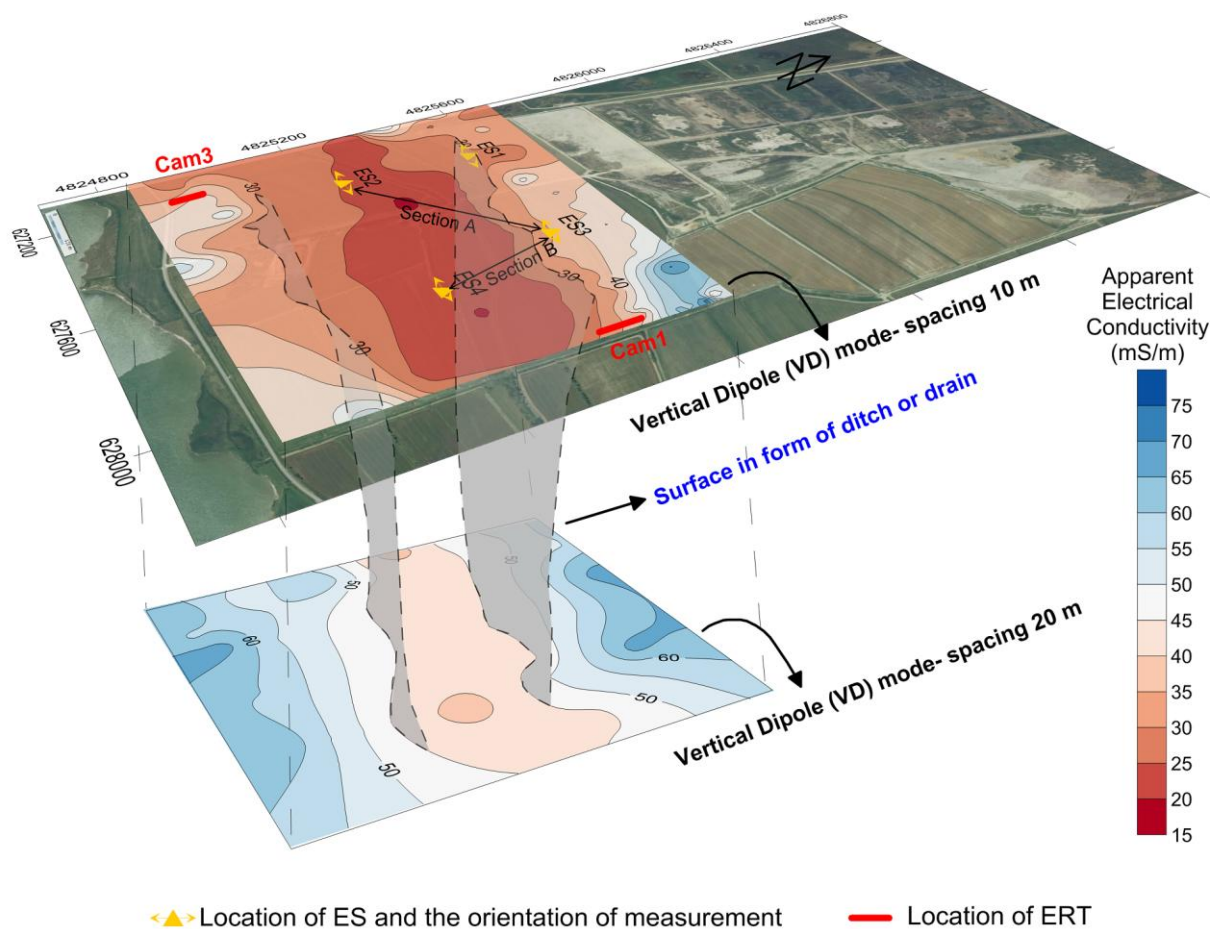 4826800
4826400
4826000
4825600
4825200
4824800
N
Cam3
ES1
30
ES2
30
Section A
ES3
627200
Section B
ES4
30
40
627600
30
Cam1
628000
Vertical Dipole (VD) mode- spacing 10 m
Surface in form of ditch or drain
Apparent
Electrical
Conductivity
(mS/m)
75
70
65
60
55
50
45
40
35
30
25
20
15
50
50
50
60
60
50
50
Vertical Dipole (VD) mode- spacing 20 m
Location of ES and the orientation of measurement
Location of ERT